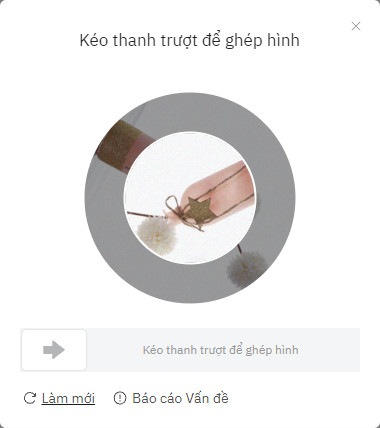 Kéo thanh trượt để ghép hình
Kéo thanh trượt để ghép hình
Làm mới
Báo cáo Vấn đề